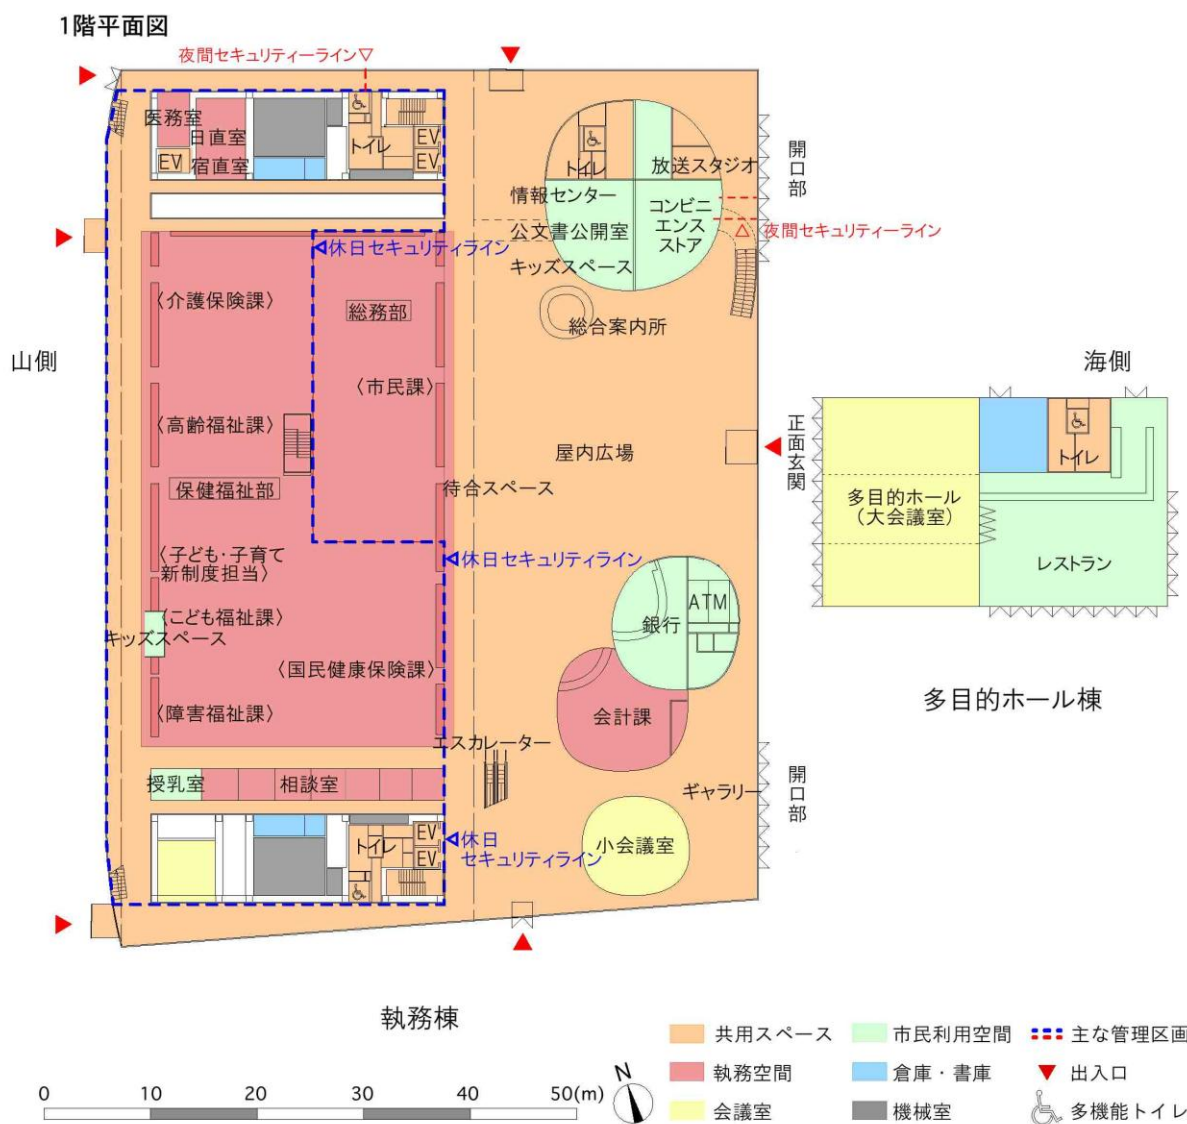 1階平面図
夜間セキュリティーライン▽
医務室
日直室
宿直室
EV
トイレ
EV
EV
トイレ
放送スタジオ
開口部
情報センター
コンビニ
エンス
ストア
公文書公開室
キッズスペース
△夜間セキュリティーライン
◁休日セキュリティライン
〈介護保険課〉
総務部
総合案内所
山側
海側
〈市民課〉
〈高齢福祉課〉
屋内広場
正面玄関
トイレ
保健福祉部
待合スペース
多目的ホール
（大会議室）
〈子ども・子育て
新制度担当〉
◁休日セキュリティライン
レストラン
ATM
〈こども福祉課〉
銀行
キッズスペース
〈国民健康保険課〉
多目的ホール棟
〈障害福祉課〉
会計課
エスカレーター
授乳室
相談室
ギャラリー
開口部
EV
EV
トイレ
◁休日
セキュリティライン
小会議室
執務棟
共用スペース
市民利用空間
主な管理区画
執務空間
倉庫・書庫
出入口
会議室
機械室
多機能トイレ
0 10 20 30 40 50(m)
N